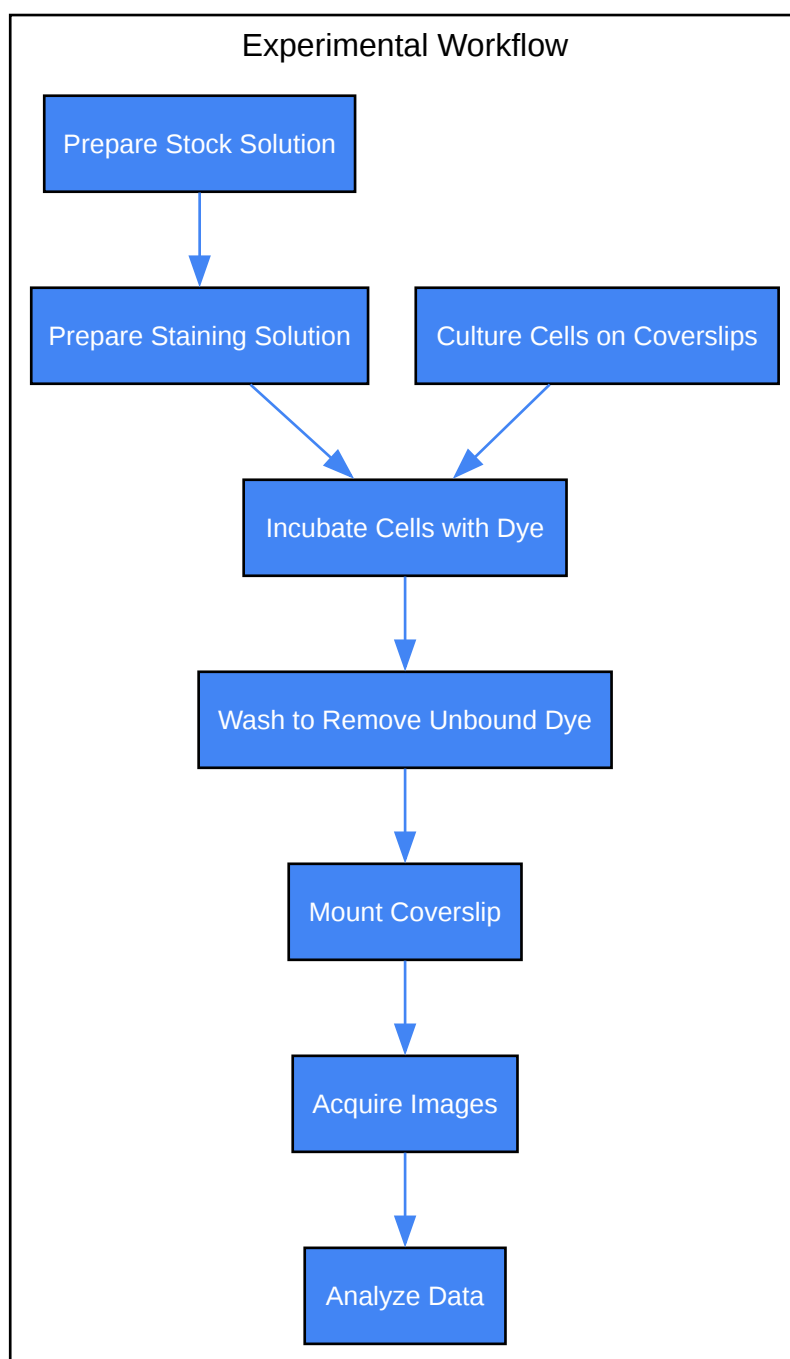 Experimental Workflow
Prepare Stock Solution
Prepare Staining Solution
Culture Cells on Coverslips
Incubate Cells with Dye
Wash to Remove Unbound Dye
Mount Coverslip
Acquire Images
Analyze Data